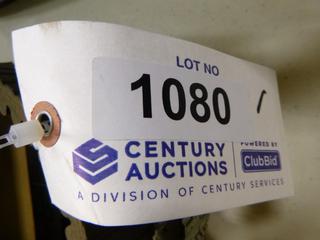 LOT NO
1080
CENTURY
AUCTIONS
POWERED BY
ClubBid
A DIVISION OF CENTURY SERVICES